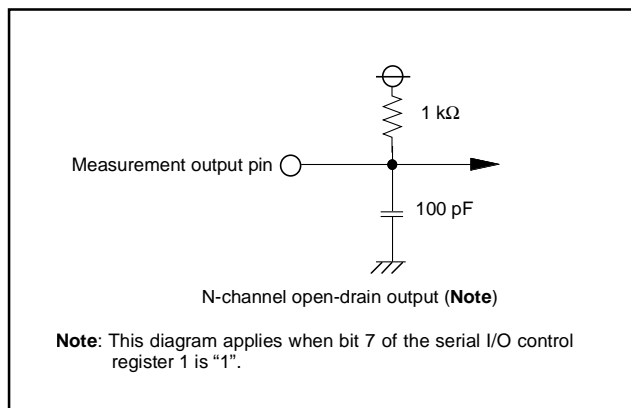 1 kΩ
Measurement output pin
100 pF
N-channel open-drain output (Note)
Note: This diagram applies when bit 7 of the serial I/O control
register 1 is “1”.